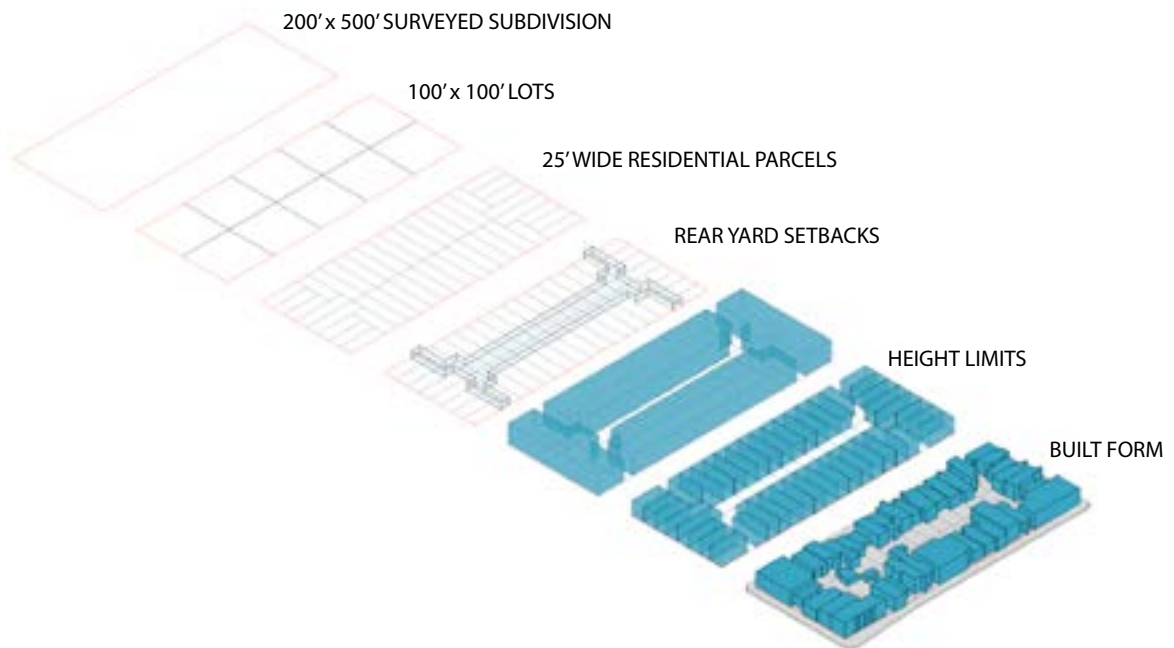 200’ x 500’ SURVEYED SUBDIVISION
100’ x 100’ LOTS
25’ WIDE RESIDENTIAL PARCELS
REAR YARD SETBACKS
HEIGHT LIMITS
BUILT FORM